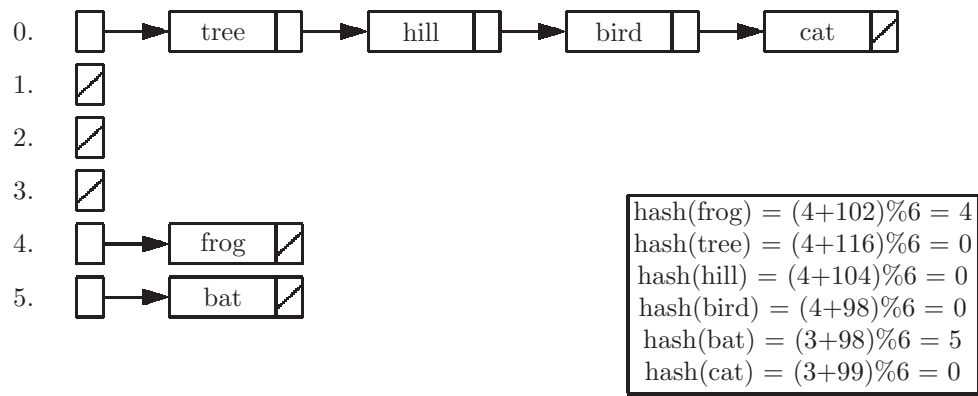 0. tree hill bird cat
1.
2.
3.
4. frog
5. bat
hash(frog) = (4+102)%6 = 4
hash(tree) = (4+116)%6 = 0
hash(hill) = (4+104)%6 = 0
hash(bird) = (4+98)%6 = 0
hash(bat) = (3+98)%6 = 5
hash(cat) = (3+99)%6 = 0